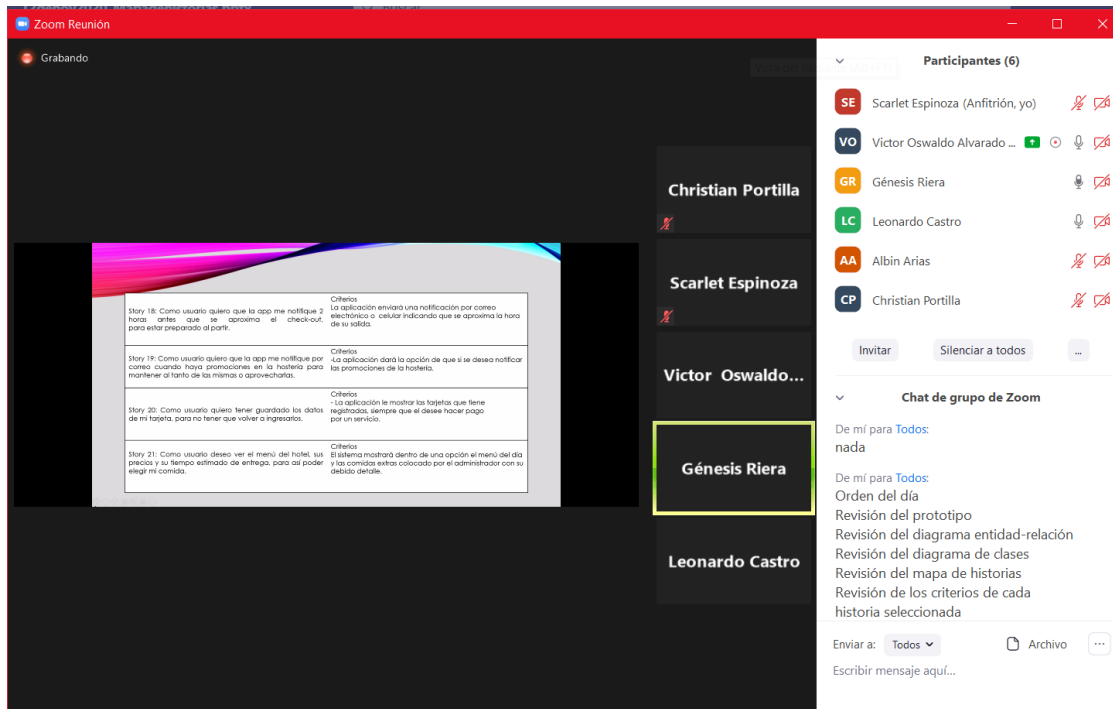 Zoom Reunión
Grabando
Story 18: Como usuario quiero que la app me notifique 2
horas antes que se aproxima el check-out,
para estar preparado al partir.
Criterios
La aplicación enviará una notificación por correo
electrónico o celular indicando que se aproxima la hora
de su salida.
Story 19: Como usuario quiero que la app me notifique por
correo cuando haya promociones en la hostería para
mantener al tanto de las mismas o aprovecharlas.
Criterios
-La aplicación dará la opción de que si se desea notificar
las promociones de la hostería.
Story 20: Como usuario quiero tener guardado los datos
de mi tarjeta, para no tener que volver a ingresarlos.
Criterios
- La aplicación le mostrar las tarjetas que tiene
registradas, siempre que el desee hacer pago
por un servicio.
Story 21: Como usuario deseo ver el menú del hotel, sus
precios y su tiempo estimado de entrega, para así poder
elegir mi comida.
Criterios
El sistema mostrará dentro de una opción el menú del día
y las comidas extras colocado por el administrador con su
debido detalle.
Christian Portilla
Scarlet Espinoza
Victor Oswaldo...
Génesis Riera
Leonardo Castro
Participantes (6)
SE Scarlet Espinoza (Anfitrión, yo)
VO Victor Oswaldo Alvarado ...
GR Génesis Riera
LC Leonardo Castro
AA Albin Arias
CP Christian Portilla
Invitar Silenciar a todos ...
Chat de grupo de Zoom
De mí para Todos:
nada
De mí para Todos:
Orden del día
Revisión del prototipo
Revisión del diagrama entidad-relación
Revisión del diagrama de clases
Revisión del mapa de historias
Revisión de los criterios de cada
historia seleccionada
Enviar a: Todos Archivo ...
Escribir mensaje aquí...